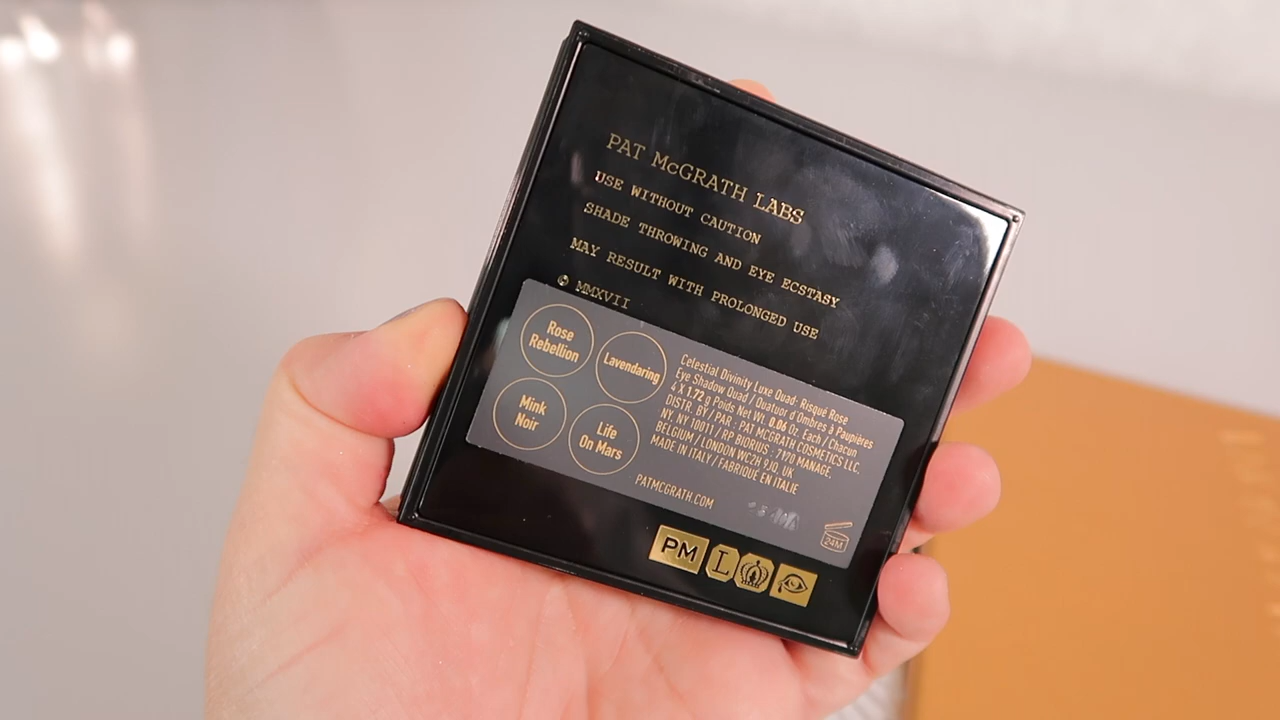 PAT McGRATH LABS
USE WITHOUT CAUTION
SHADE THROWING AND EYE ECSTASY
MAY RESULT WITH PROLONGED USE
© MMXVII
Rose
Rebellion
Lavendaring
Mink
Noir
Life
On Mars
Celestial Divinity Luxe Quad: Risqué Rose
Eye Shadow Quad / Quatuor d'Ombres à Paupières
4 X 1.72 g Poids Net Wt. 0.06 Oz. Each / Chacun
DISTR. BY / PAR : PAT MCGRATH COSMETICS LLC,
NY, NY 10011 / RP BIORIUS : 7170 MANAGE,
BELGIUM / LONDON WC2H 9JQ, UK
MADE IN ITALY / FABRIQUÉ EN ITALIE
PATMCGRATH.COM
24M
PM L